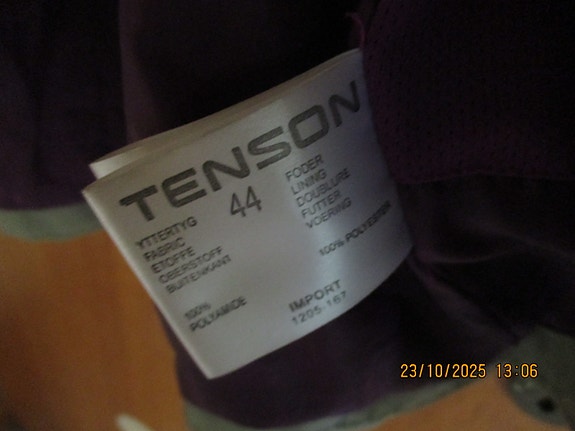 TENSON
44
YTTERTYG
FABRIC
ETOFFE
OBERSTOFF
BUITENKANT
100%
POLYAMIDE
FODER
LINING
DOUBLURE
FUTTER
VOERING
100% POLYESTER
IMPORT
1205-167
23/10/2025 13:06